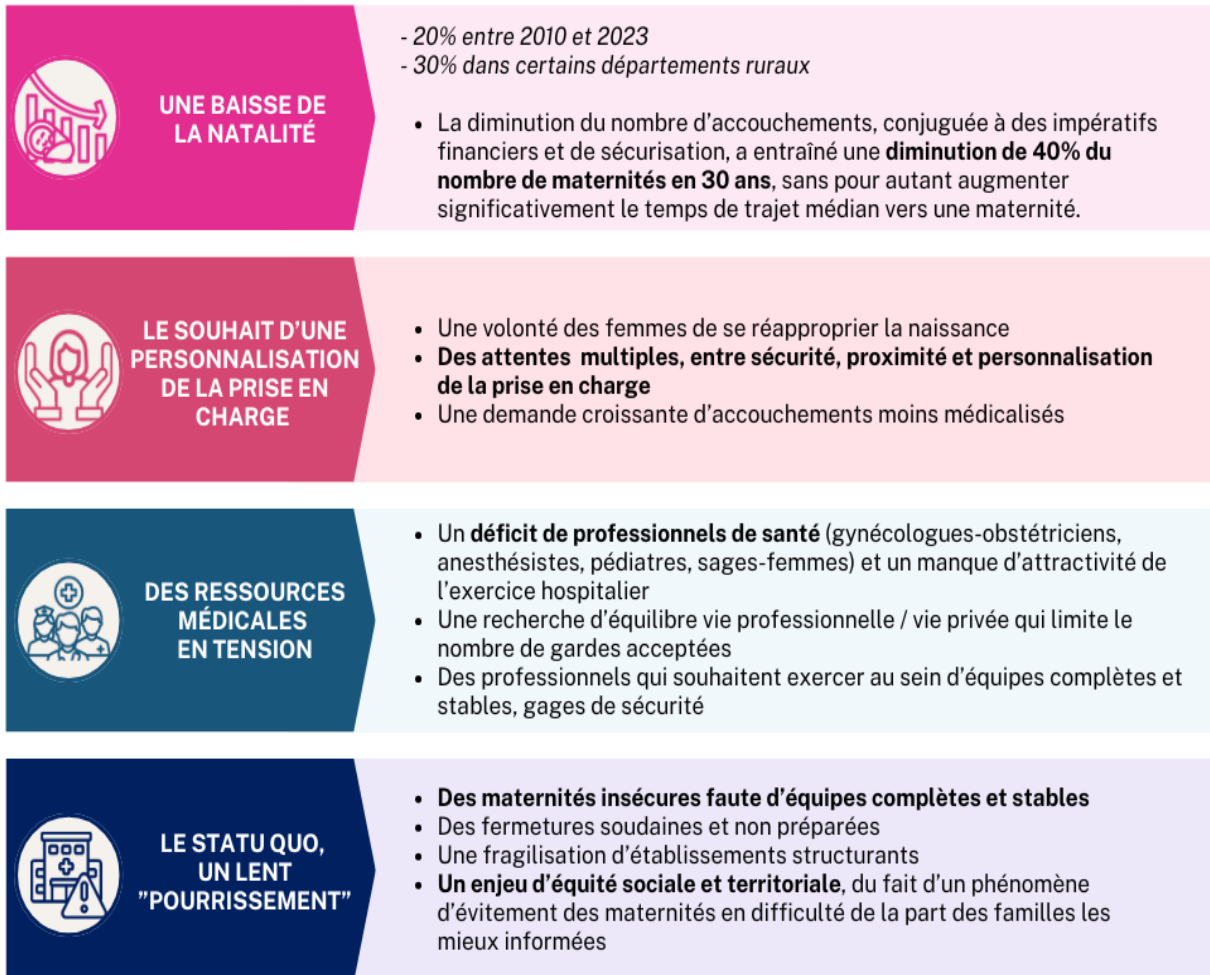 UNE BAISSE DE
LA NATALITÉ
- 20% entre 2010 et 2023
- 30% dans certains départements ruraux
• La diminution du nombre d'accouchements, conjuguée à des impératifs
financiers et de sécurisation, a entraîné une diminution de 40% du
nombre de maternités en 30 ans, sans pour autant augmenter
significativement le temps de trajet médian vers une maternité.
LE SOUHAIT D'UNE
PERSONNALISATION
DE LA PRISE EN
CHARGE
• Une volonté des femmes de se réapproprier la naissance
• Des attentes multiples, entre sécurité, proximité et personnalisation
de la prise en charge
• Une demande croissante d'accouchements moins médicalisés
DES RESSOURCES
MÉDICALES
EN TENSION
• Un déficit de professionnels de santé (gynécologues-obstétriciens,
anesthésistes, pédiatres, sages-femmes) et un manque d'attractivité de
l'exercice hospitalier
• Une recherche d'équilibre vie professionnelle / vie privée qui limite le
nombre de gardes acceptées
• Des professionnels qui souhaitent exercer au sein d'équipes complètes et
stables, gages de sécurité
LE STATU QUO,
UN LENT
"POURRISSEMENT"
• Des maternités insécures faute d'équipes complètes et stables
• Des fermetures soudaines et non préparées
• Une fragilisation d'établissements structurants
• Un enjeu d'équité sociale et territoriale, du fait d'un phénomène
d'évitement des maternités en difficulté de la part des familles les
mieux informées